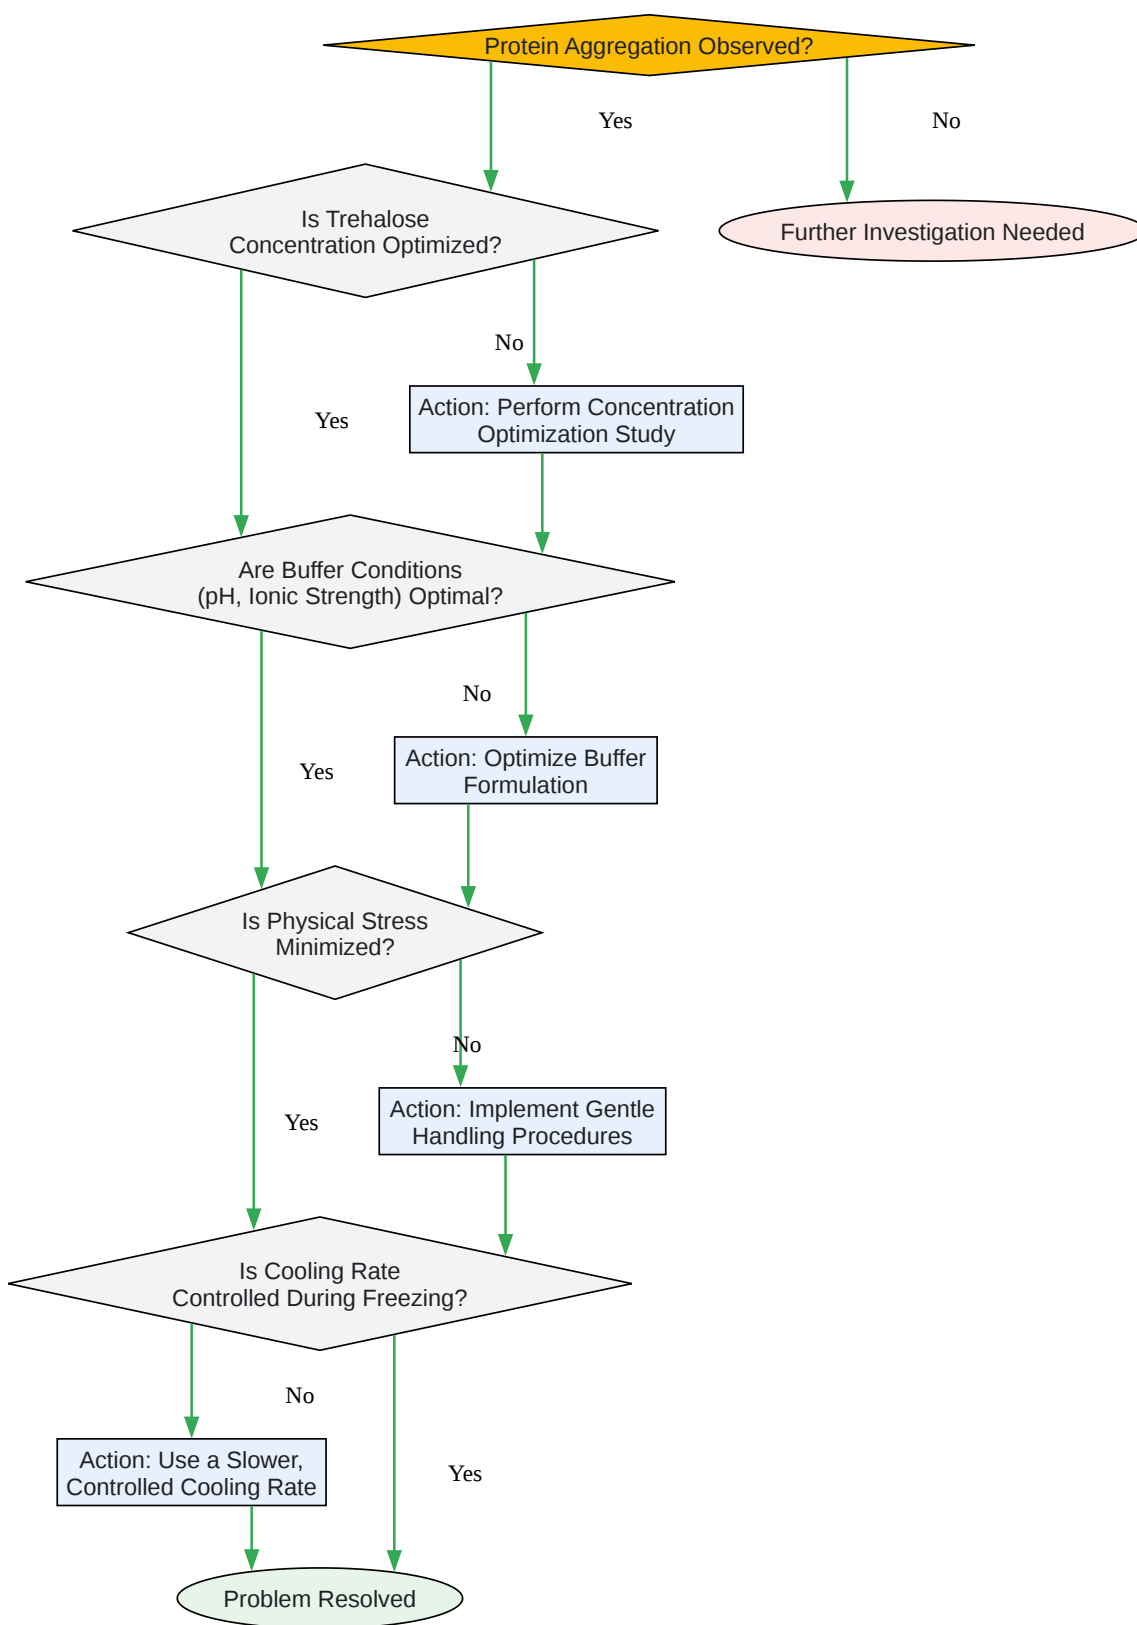 Protein Aggregation Observed?
Yes
No
Is Trehalose
Concentration Optimized?
Further Investigation Needed
No
Action: Perform Concentration
Optimization Study
Yes
Are Buffer Conditions
(pH, Ionic Strength) Optimal?
No
Action: Optimize Buffer
Formulation
Yes
Is Physical Stress
Minimized?
No
Action: Implement Gentle
Handling Procedures
Yes
Is Cooling Rate
Controlled During Freezing?
No
Action: Use a Slower,
Controlled Cooling Rate
Yes
Problem Resolved